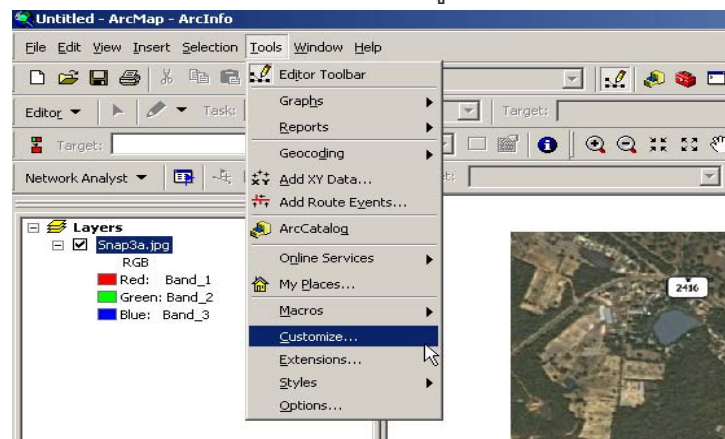 Untitled - ArcMap - ArcInfo
File Edit View Insert Selection Tools Window Help
Editor Toolbar
Editor Task: Graphs Target:
Reports
Target:
Geocoding
Network Analyst Add XY Data...
Add Route Events...
Layers ArcCatalog
Snap3a.jpg
RGB Online Services
Red: Band_1 My Places...
Green: Band_2
Blue: Band_3 Macros
2416
Customize...
Extensions...
Styles
Options...